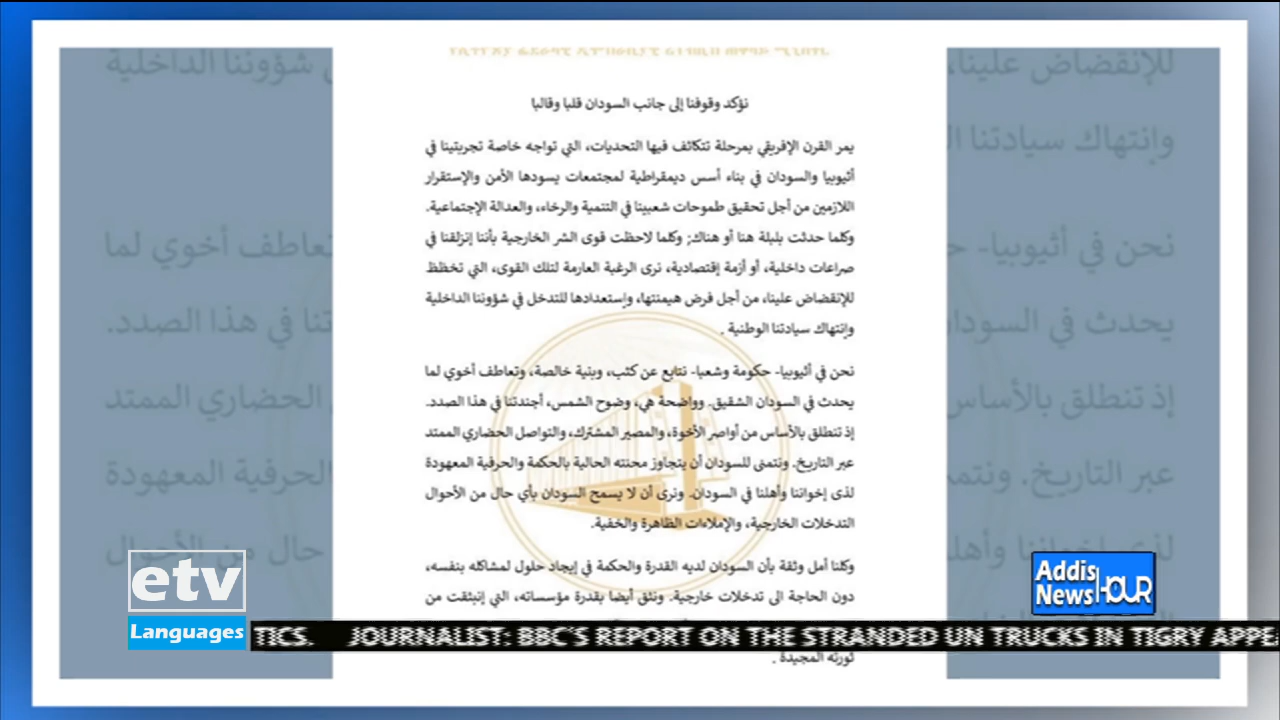 نؤكد وقوفنا إلى جانب السودان قلبا وقالبا
يمر القرن الإفريقي بمرحلة تتكاثف فيها التحديات، التي تواجه خاصة تجربتينا في
أثيوبيا والسودان في بناء أسس ديمقراطية لمجتمعات يسودها الأمن والإستقرار
اللازمين من أجل تحقيق طموحات شعبينا في التنمية والرخاء، والعدالة الإجتماعية.
وكلما حدثت بلبلة هنا أو هناك; وكلما لاحظت قوى الشر الخارجية بأننا إنزلقنا في
صراعات داخلية، أو أزمة إقتصادية، نرى الرغبة العارمة لتلك القوى، التي تخظظ
للإنقضاض علينا، من أجل فرض هيمنتها، وإستعدادها للتدخل في شؤوننا الداخلية
وانتهاك سيادتنا الوطنية .
نحن في أثيوبيا- حكومة وشعبا- نتابع عن كثب، وبنية خالصة، وتعاطف أخوي لما
يحدث في السودان الشقيق. وواضحة هي، وضوح الشمس، أجندتنا في هذا الصدد.
إذ تنطلق بالأساس من أواصر الأخوة، والمصير المشترك، والتواصل الحضاري الممتد
عبر التاريخ. ونتمنى للسودان أن يتجاوز محنته الحالية بالحكمة والحرفية المعهودة
لذى إخواننا وأهلنا في السودان. ونرى أن لا يسمح السودان بأي حال من الأحوال
التدخلات الخارجية، والإملاءات الظاهرة والخفية.
وكلنا أمل وثقة بأن السودان لديه القدرة والحكمة في إيجاد حلول لمشاكله بنفسه،
دون الحاجة الى تدخلات خارجية. ونثق أيضا بقدرة مؤسساته، التي إنبثقت من
ثورته المجيدة .
etv
Languages
Addis
News HOUR
TICS. JOURNALIST: BBC'S REPORT ON THE STRANDED UN TRUCKS IN TIGRY APPE